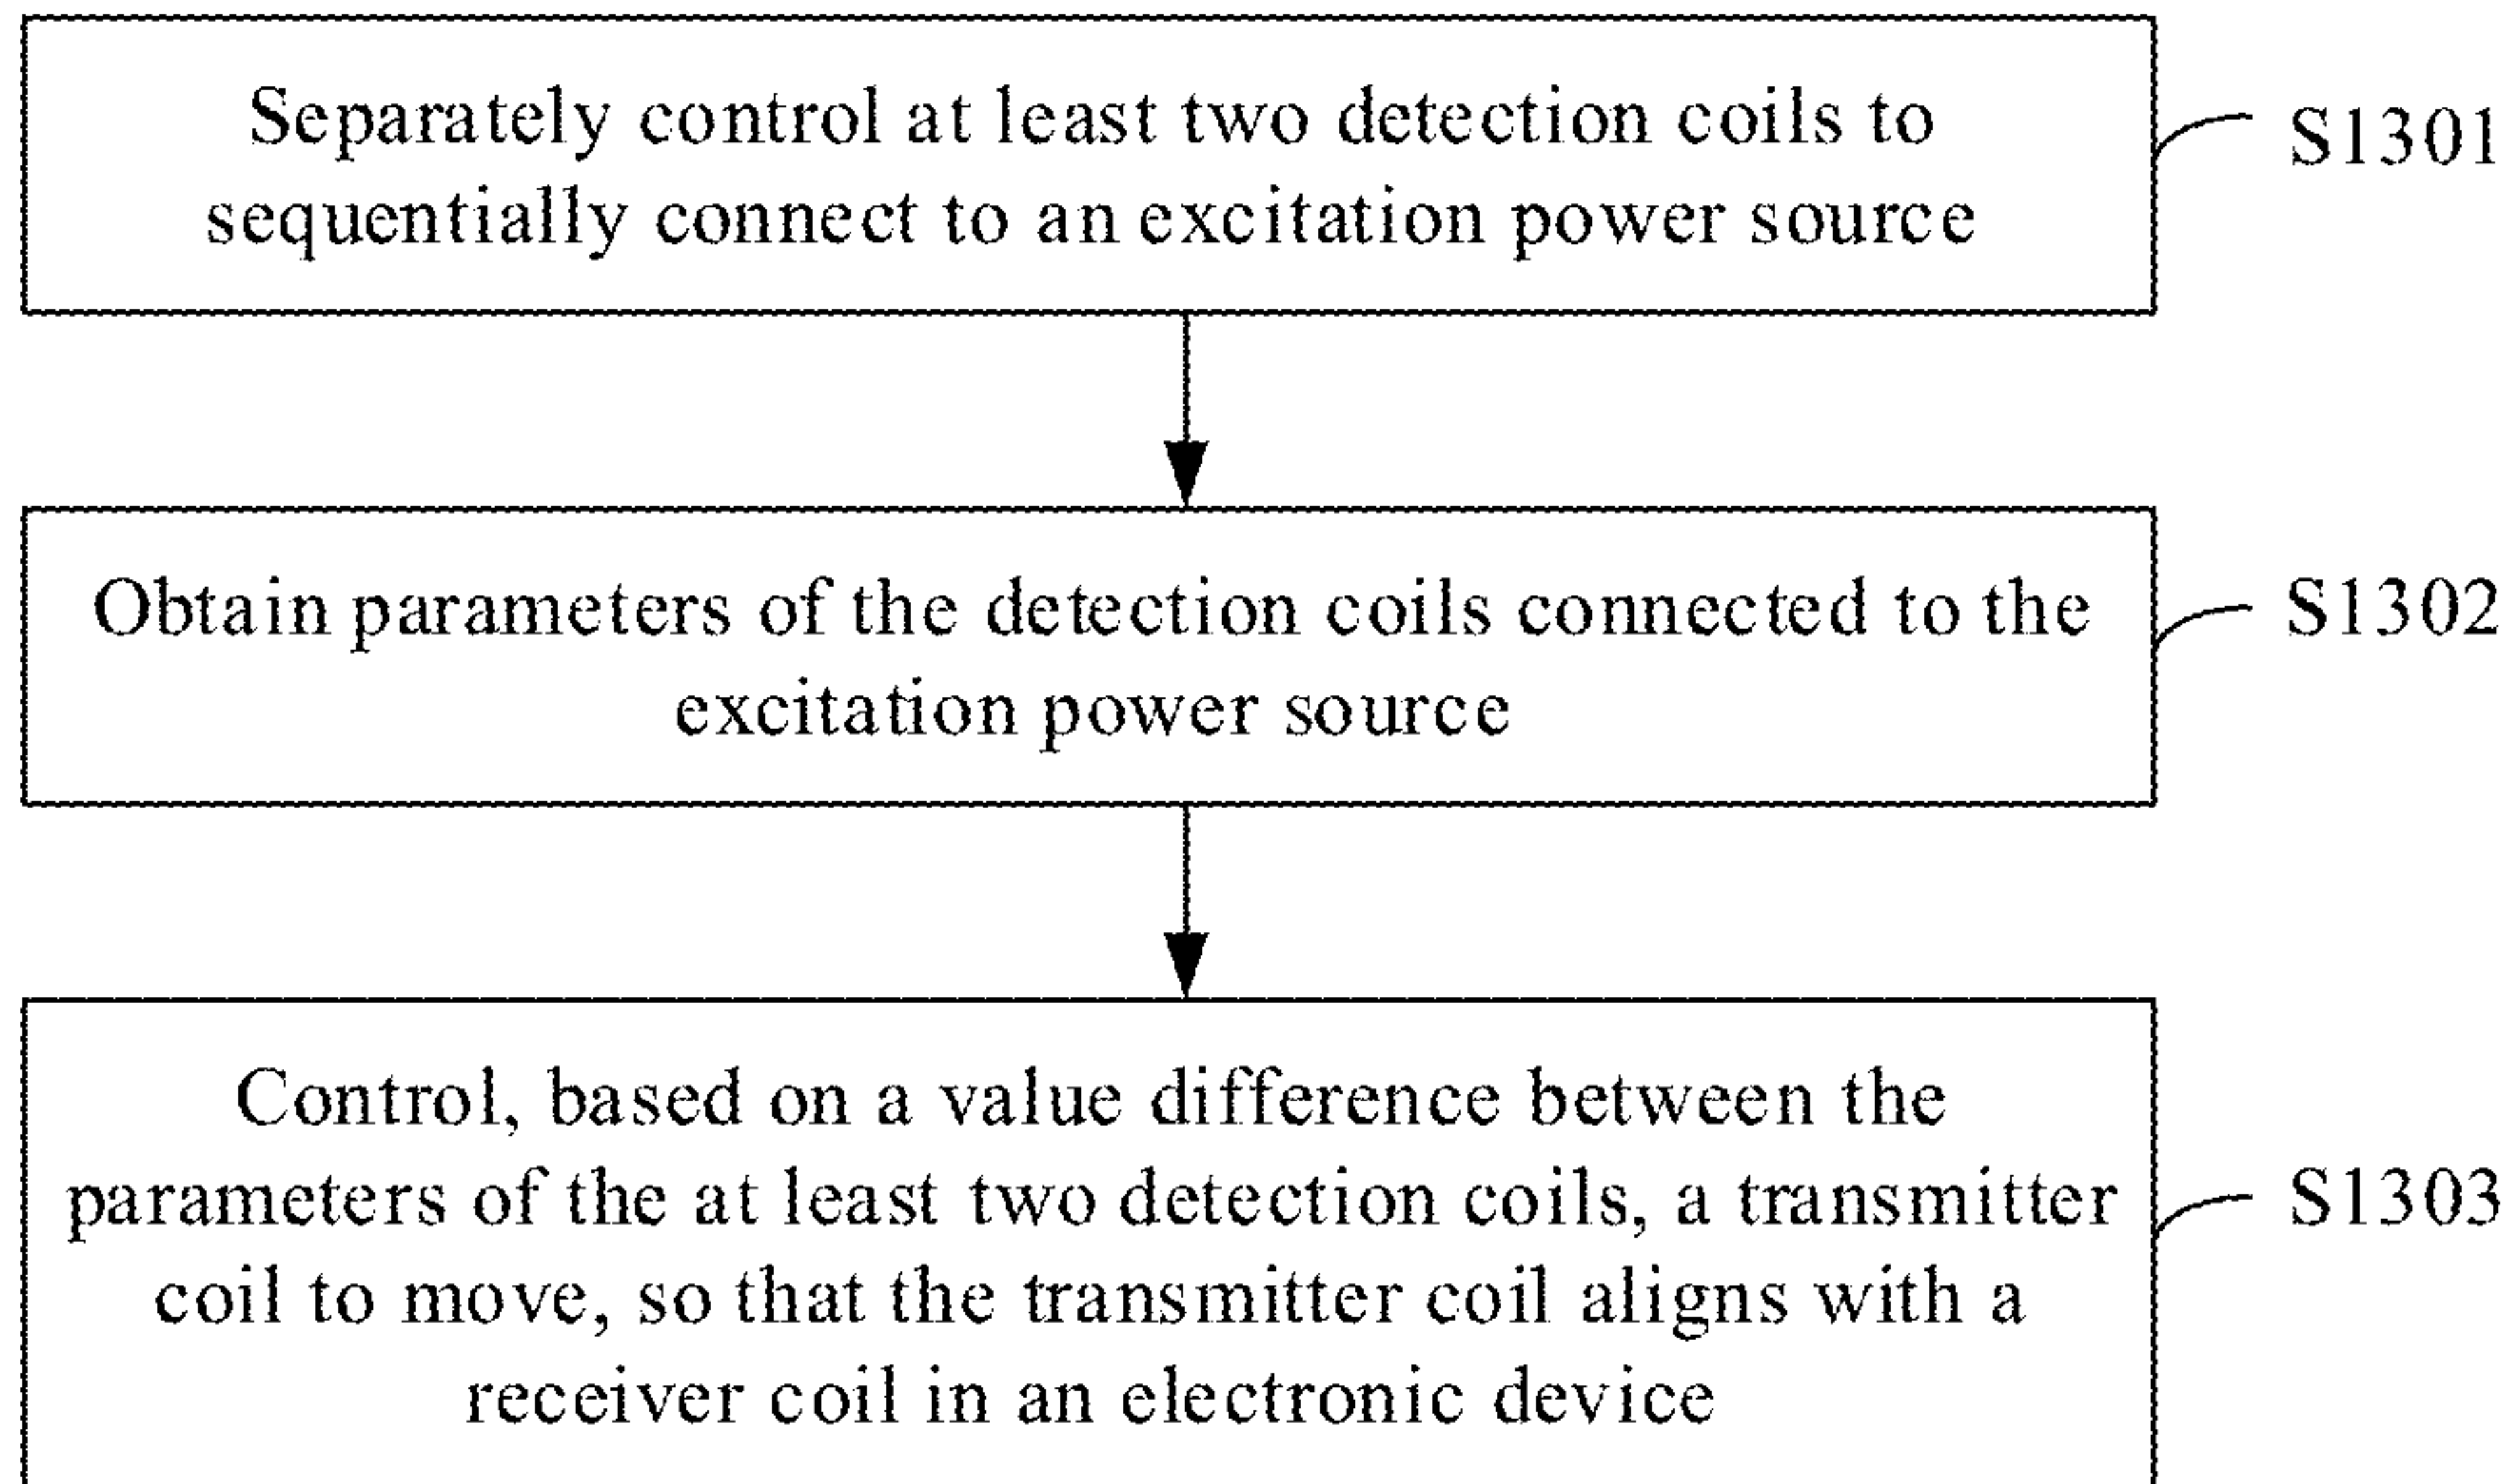 Separately control at least two detection coils to
sequentially connect to an excitation power source
S1301
Obtain parameters of the detection coils connected to the
excitation power source
S1302
Control, based on a value difference between the
parameters of the at least two detection coils, a transmitter
coil to move, so that the transmitter coil aligns with a
receiver coil in an electronic device
S1303